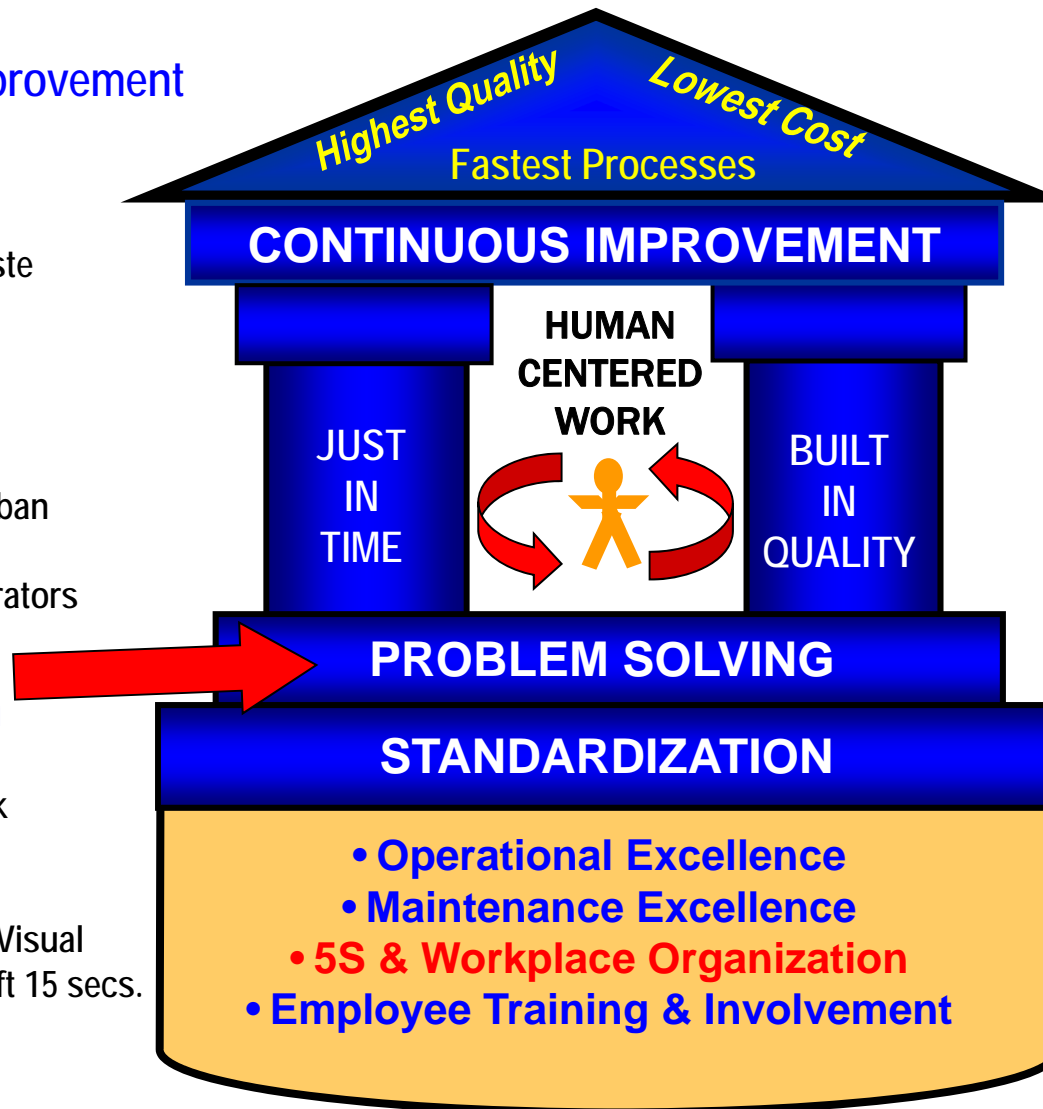 provement
ste
ban
rators
k
Visual
ft 15 secs.
Highest Quality
Lowest Cost
Fastest Processes
CONTINUOUS IMPROVEMENT
HUMAN
CENTERED
WORK
JUST
IN
TIME
BUILT
IN
QUALITY
PROBLEM SOLVING
STANDARDIZATION
• Operational Excellence
• Maintenance Excellence
• 5S & Workplace Organization
• Employee Training & Involvement